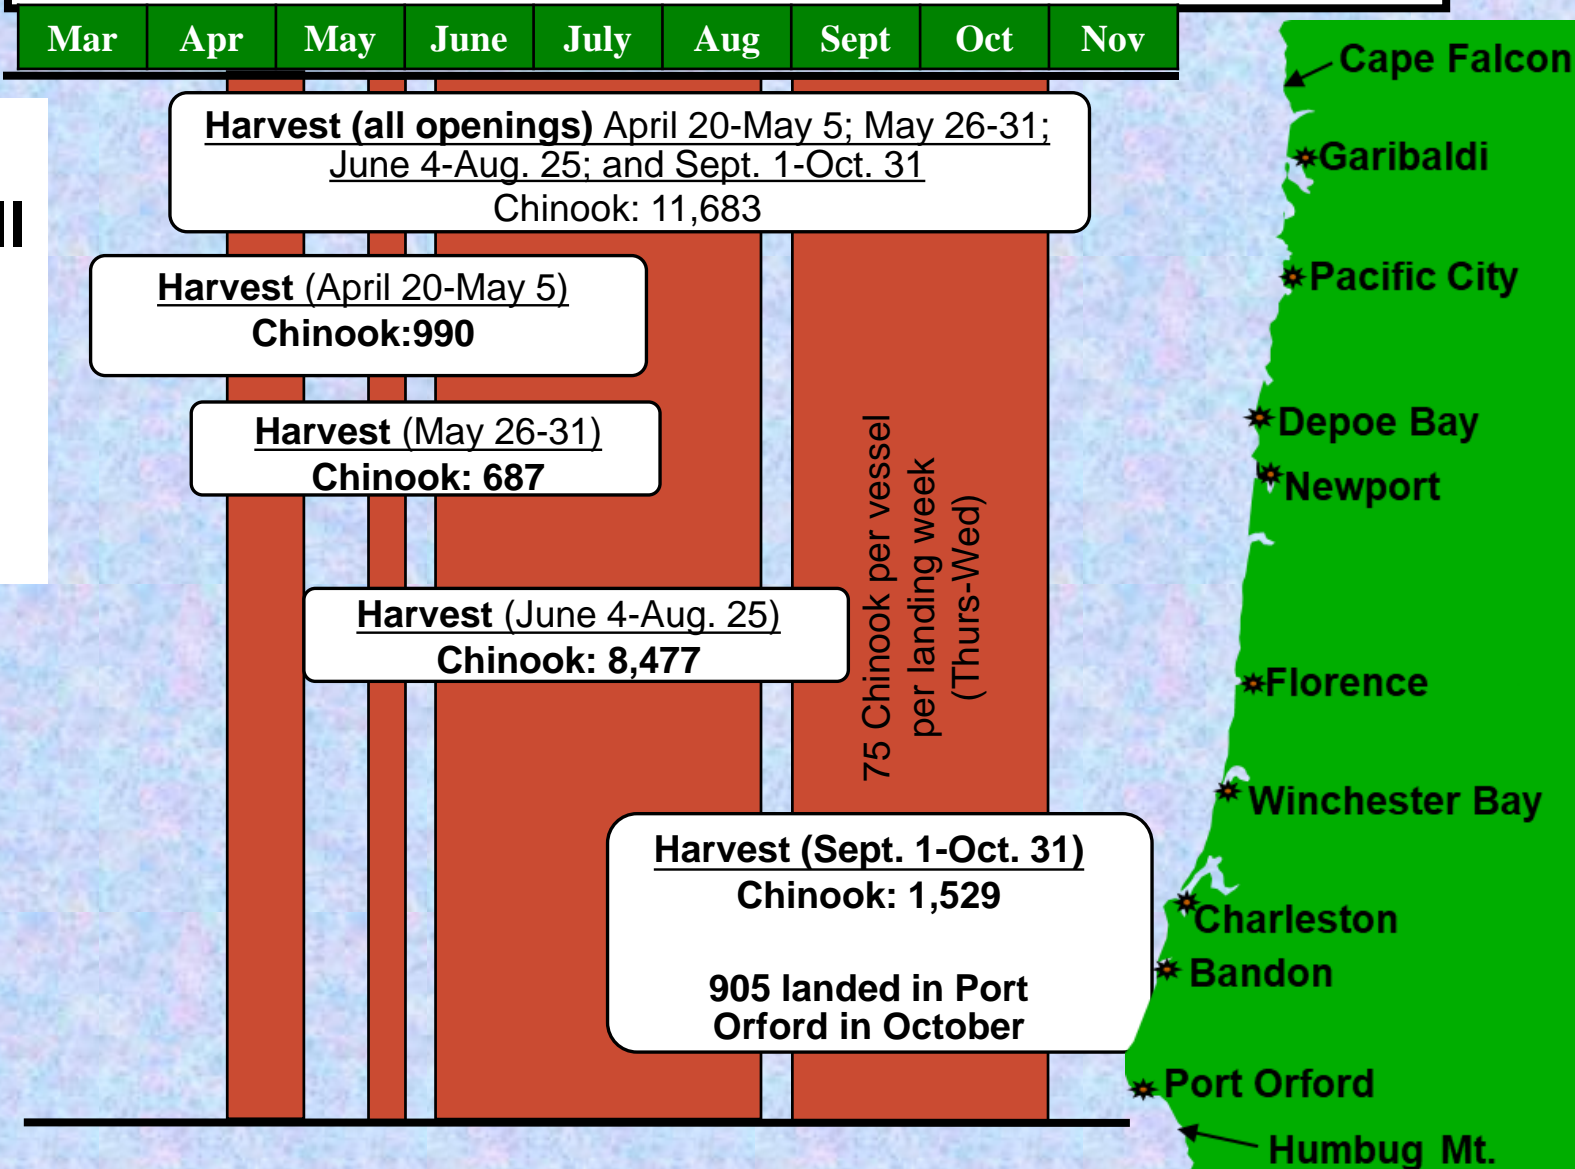 Mar Apr May June July Aug Sept Oct Nov
Harvest (all openings) April 20-May 5; May 26-31;
June 4-Aug. 25; and Sept. 1-Oct. 31
Chinook: 11,683
Harvest (April 20-May 5)
Chinook:990
Harvest (May 26-31)
Chinook: 687
Harvest (June 4-Aug. 25)
Chinook: 8,477
75 Chinook per vessel
per landing week
(Thurs-Wed)
Harvest (Sept. 1-Oct. 31)
Chinook: 1,529
905 landed in Port
Orford in October
Cape Falcon
Garibaldi
Pacific City
Depoe Bay
Newport
Florence
Winchester Bay
Charleston
Bandon
Port Orford
Humbug Mt.